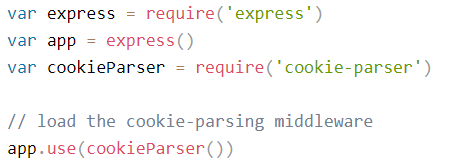 var express = require('express')
var app = express()
var cookieParser = require('cookie-parser')
// load the cookie-parsing middleware
app.use(cookieParser())